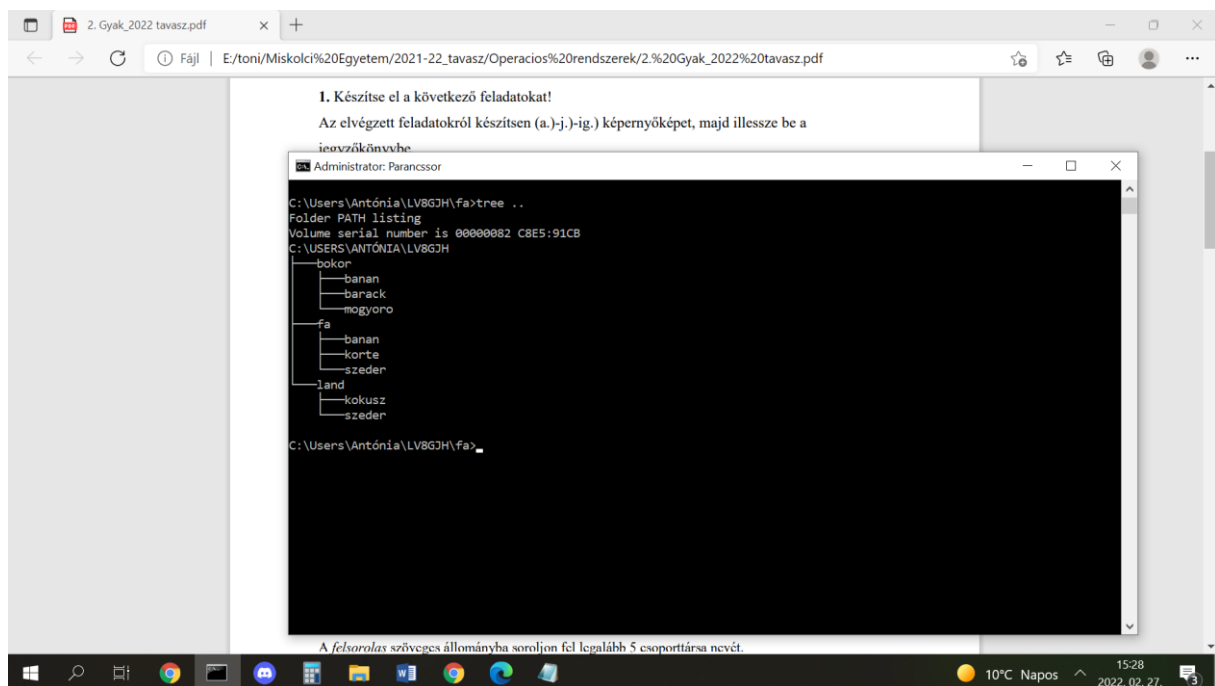 2. Gyak_2022 tavasz.pdf
Fájl | E:/toni/Miskolci%20Egyetem/2021-22_tavasz/Operacios%20rendszerek/2.%20Gyak_2022%20tavasz.pdf
1. Készítse el a következő feladatokat!
Az elvégzett feladatokról készítsen (a.)-j.)-ig.) képernyőképet, majd illessze be a
jegyzőkönyvbe.
Administrator: Parancssor
C:\Users\Antónia\LV8GJH\fa>tree ..
Folder PATH listing
Volume serial number is 00000082 C8E5:91CB
C:\USERS\ANTÓNIA\LV8GJH
├───bokor
│   ├───banan
│   ├───barack
│   └───mogyoro
├───fa
│   ├───banan
│   ├───korte
│   └───szeder
└───land
    ├───kokusz
    └───szeder
C:\Users\Antónia\LV8GJH\fa>
A felsorolas szöveges állományba soroljon fel legalább 5 csoporttársa nevét.
10°C Napos
15:28
2022. 02. 27.
3